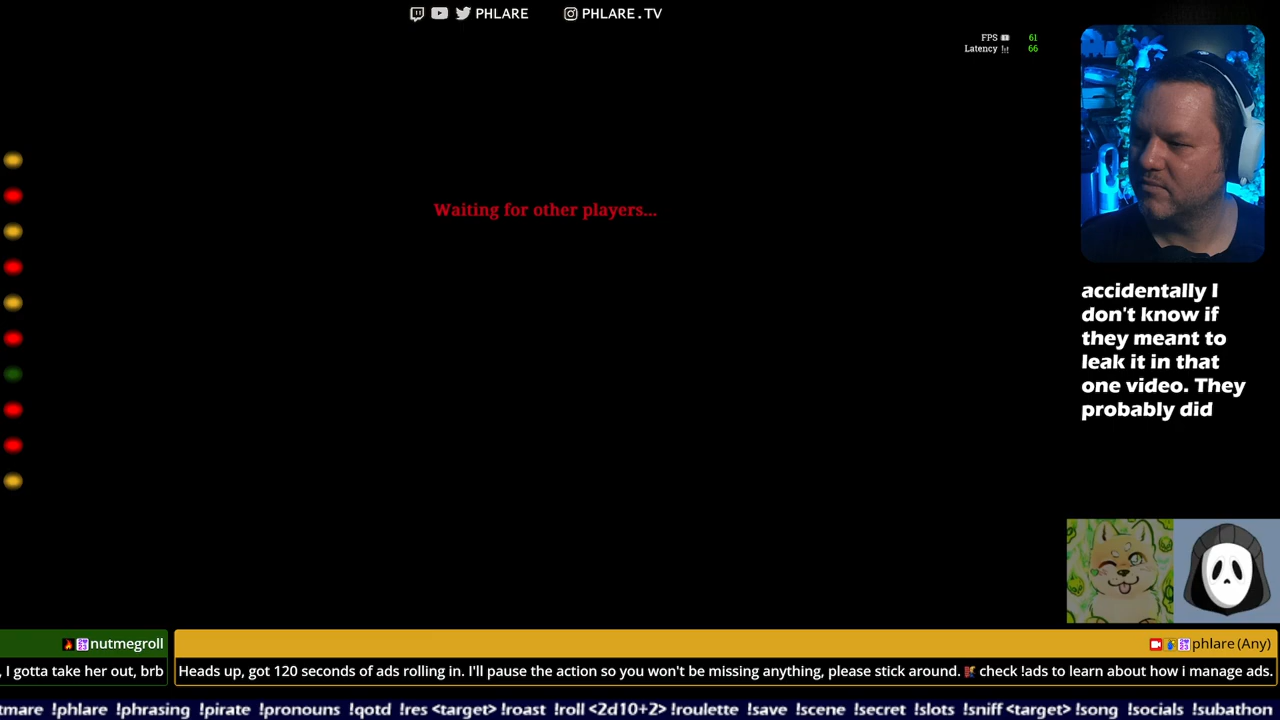 PHLARE PHLARE.TV
FPS 61
Latency 66
Waiting for other players...
accidentally I
don't know if
they meant to
leak it in that
one video. They
probably did
nutmegroll
, I gotta take her out, brb
phlare (Any)
Heads up, got 120 seconds of ads rolling in. I'll pause the action so you won't be missing anything, please stick around. check !ads to learn about how i manage ads.
tmare !phlare !phrasing !pirate !pronouns !qotd !res <target> !roast !roll <2d10+2> !roulette !save !scene !secret !slots !sniff <target> !song !socials !subathon